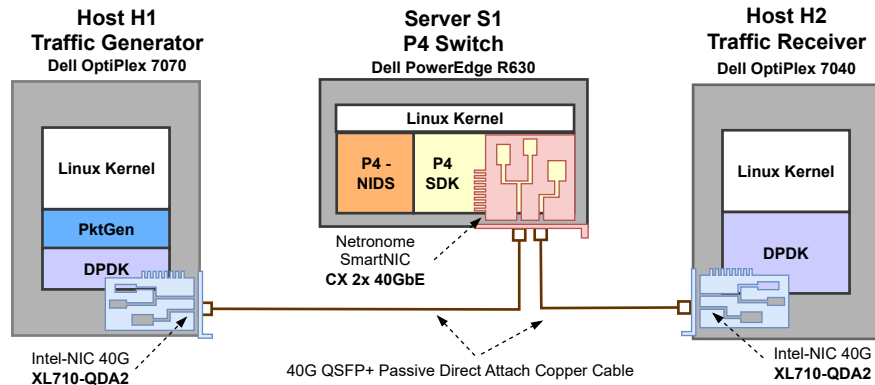 Host H1
Traffic Generator
Dell OptiPlex 7070
Server S1
P4 Switch
Dell PowerEdge R630
Host H2
Traffic Receiver
Dell OptiPlex 7040
Linux Kernel
PktGen
DPDK
Linux Kernel
P4 -
NIDS
P4
SDK
Linux Kernel
DPDK
Netronome
SmartNIC
CX 2x 40GbE
Intel-NIC 40G
XL710-QDA2
40G QSFP+ Passive Direct Attach Copper Cable
Intel-NIC 40G
XL710-QDA2